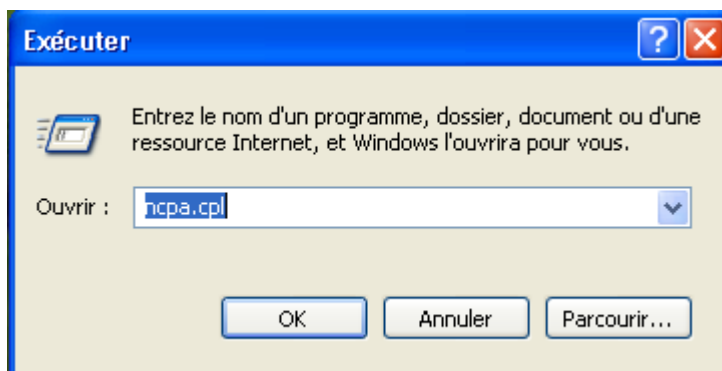 Exécuter
Entrez le nom d'un programme, dossier, document ou d'une
ressource Internet, et Windows l'ouvrira pour vous.
Ouvrir : ncpa.cpl
OK Annuler Parcourir...